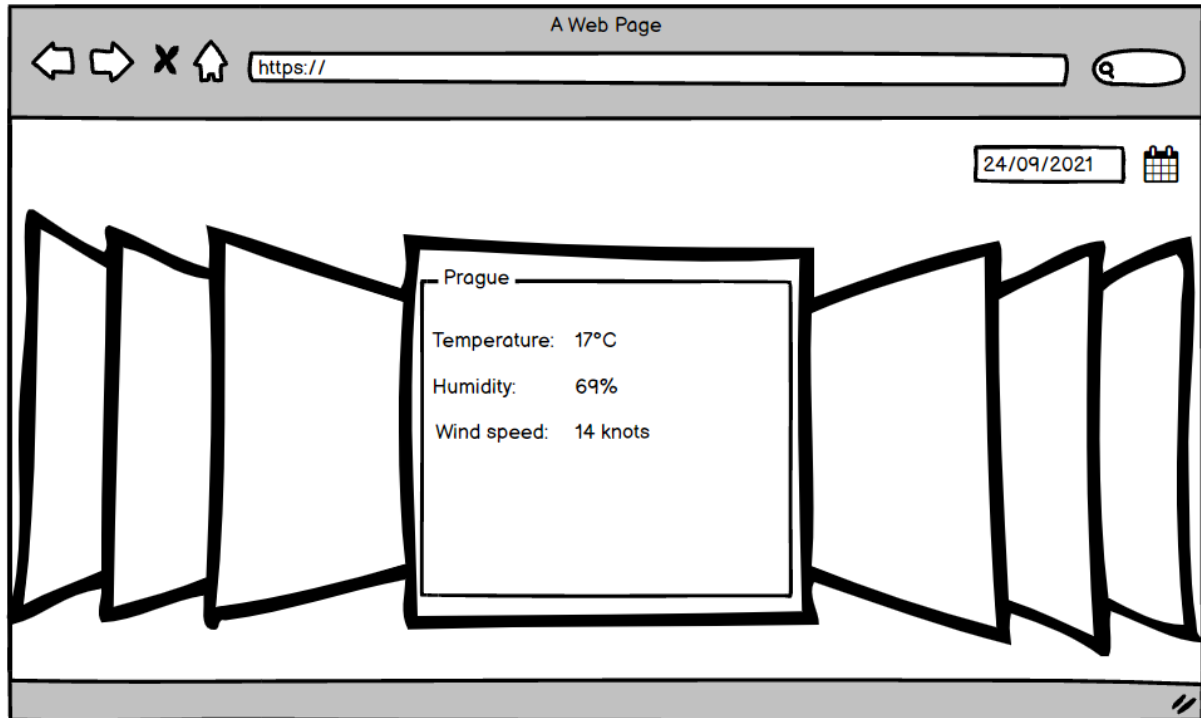 A Web Page
https://
24/09/2021
Prague
Temperature: 17°C
Humidity: 69%
Wind speed: 14 knots